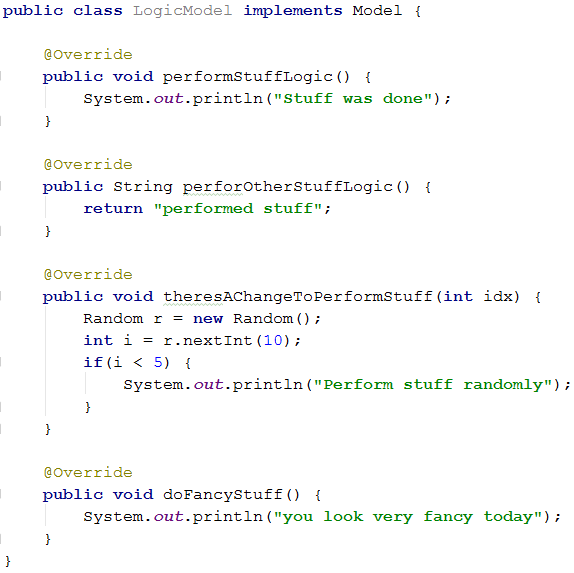 public class LogicModel implements Model {
@Override
public void performStuffLogic() {
System.out.println("Stuff was done");
}
@Override
public String perforOtherStuffLogic() {
return "performed stuff";
}
@Override
public void theresAChangeToPerformStuff(int idx) {
Random r = new Random();
int i = r.nextInt(10);
if(i < 5) {
System.out.println("Perform stuff randomly");
}
}
@Override
public void doFancyStuff() {
System.out.println("you look very fancy today");
}
}